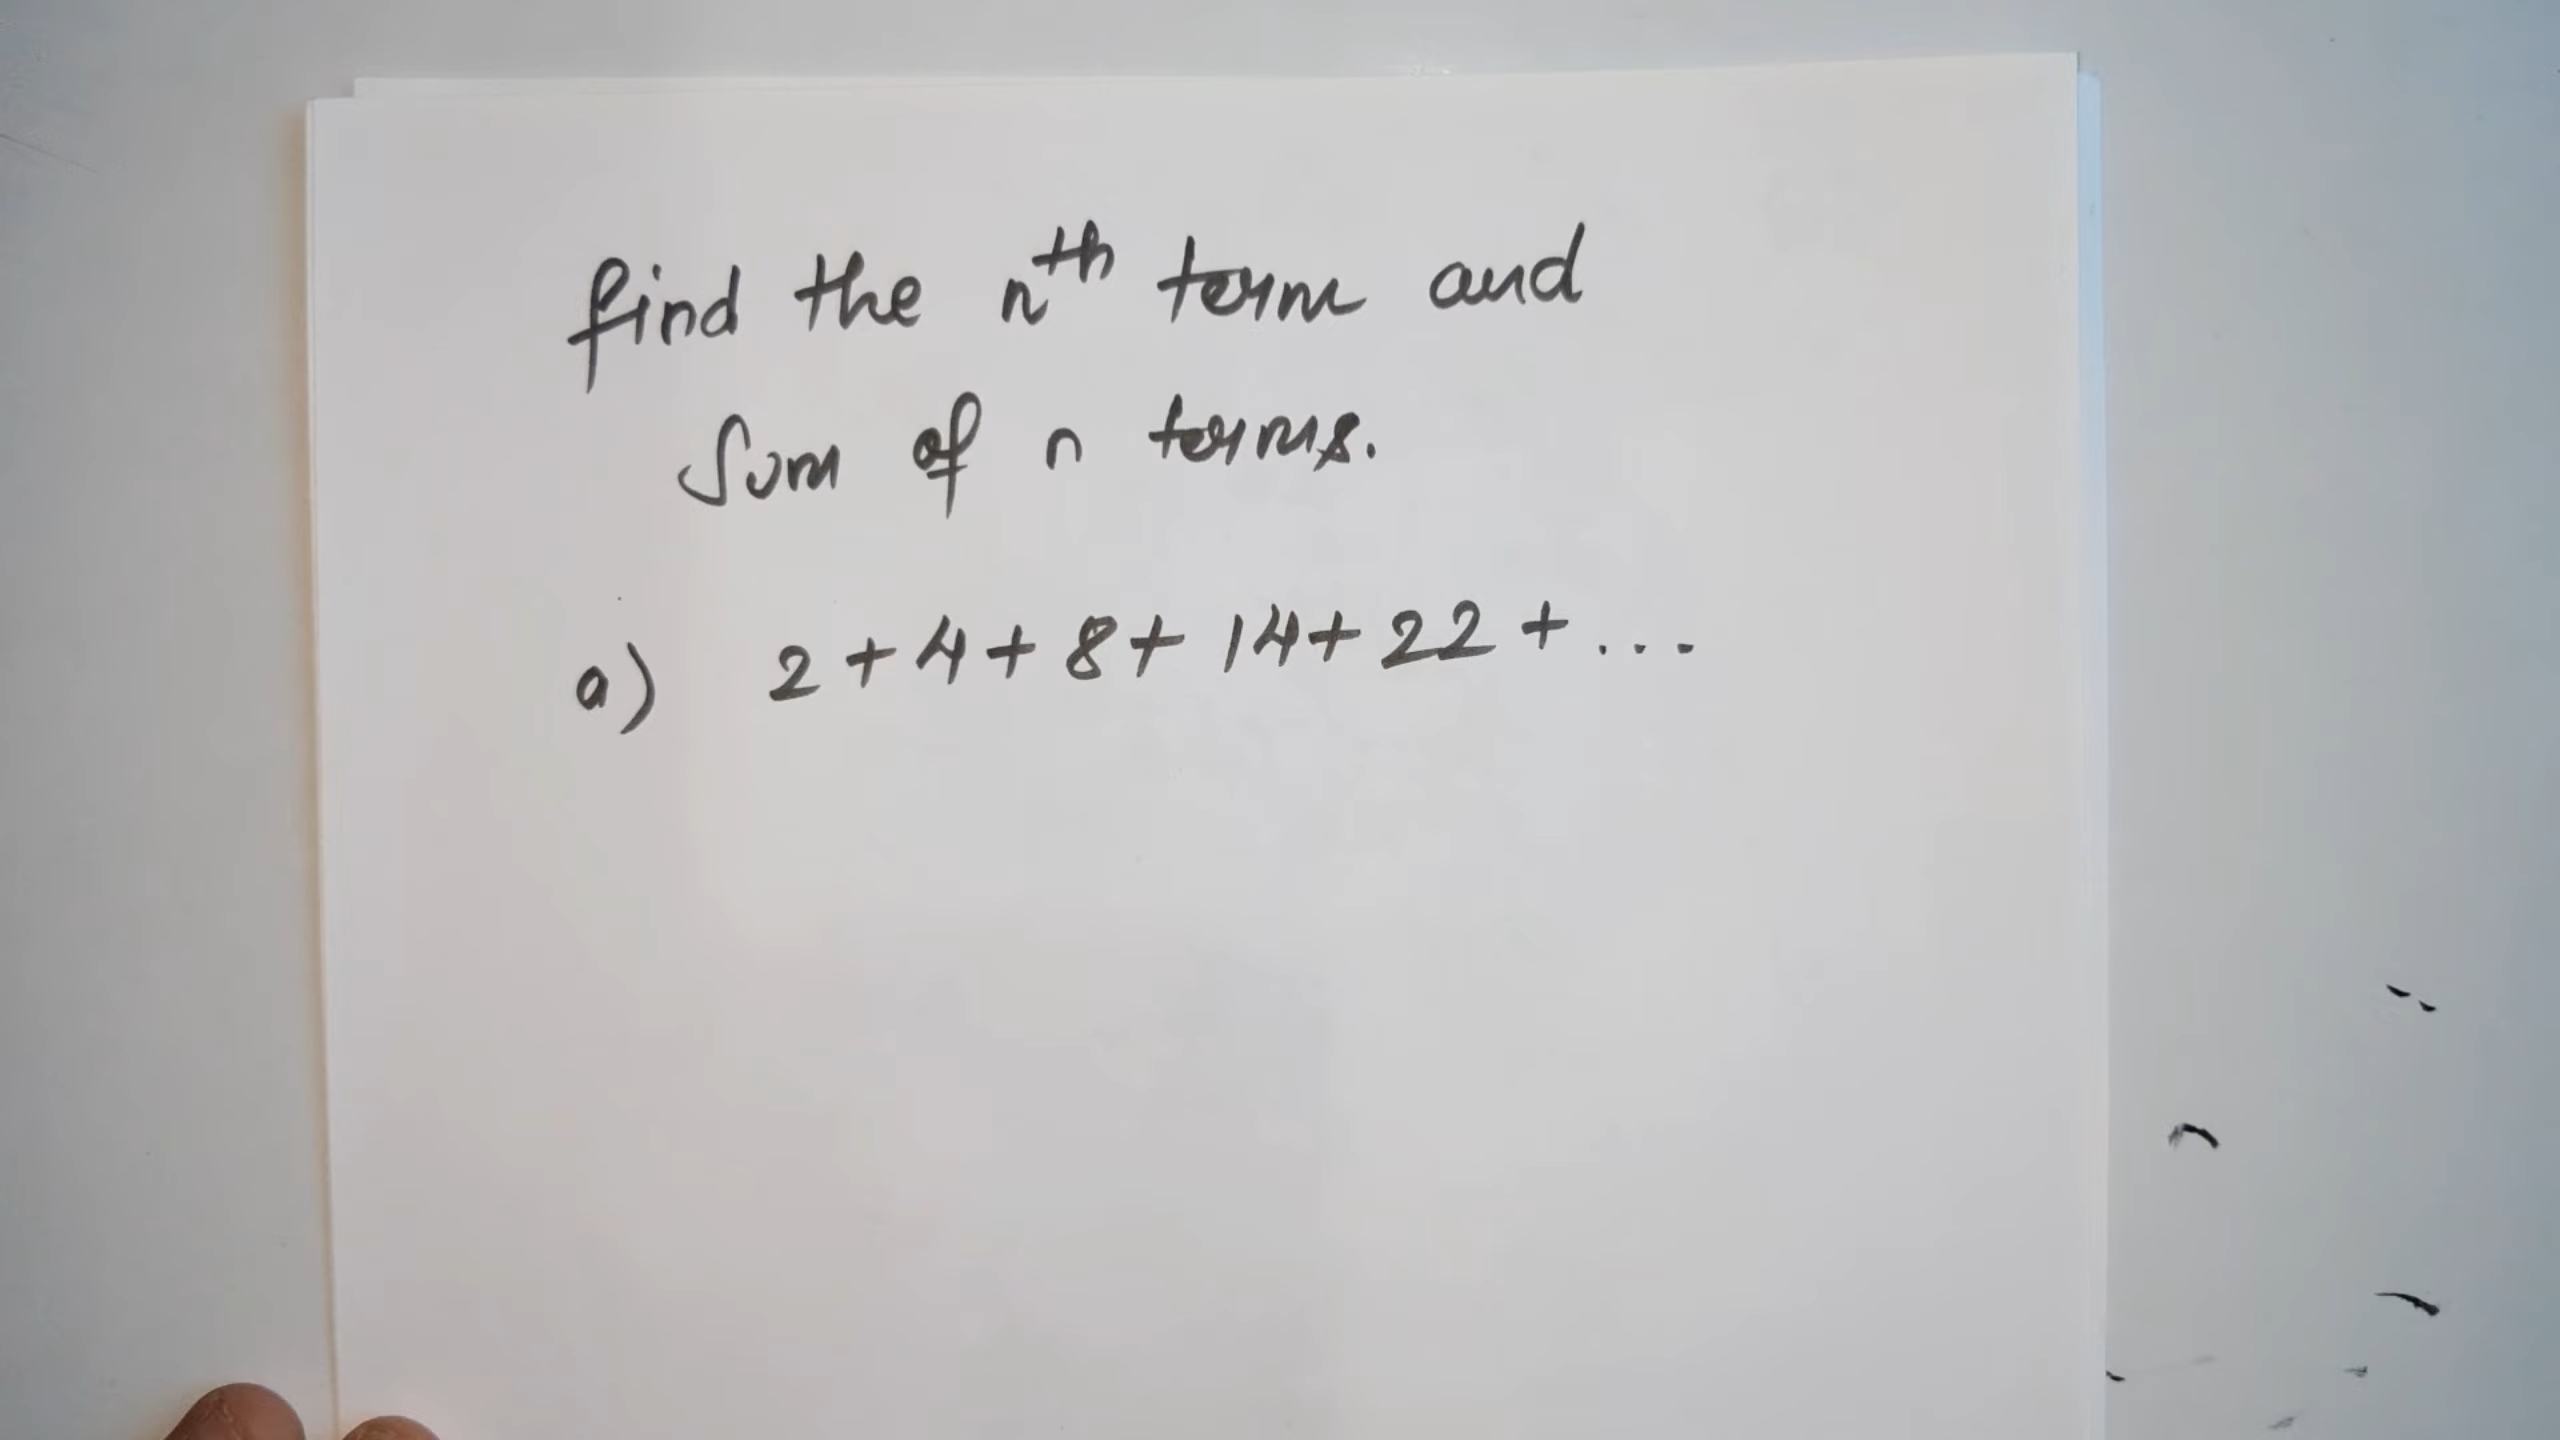 find the nth term and
Sum of n terms.
a) 2 + 4 + 8 + 14 + 22 + ...